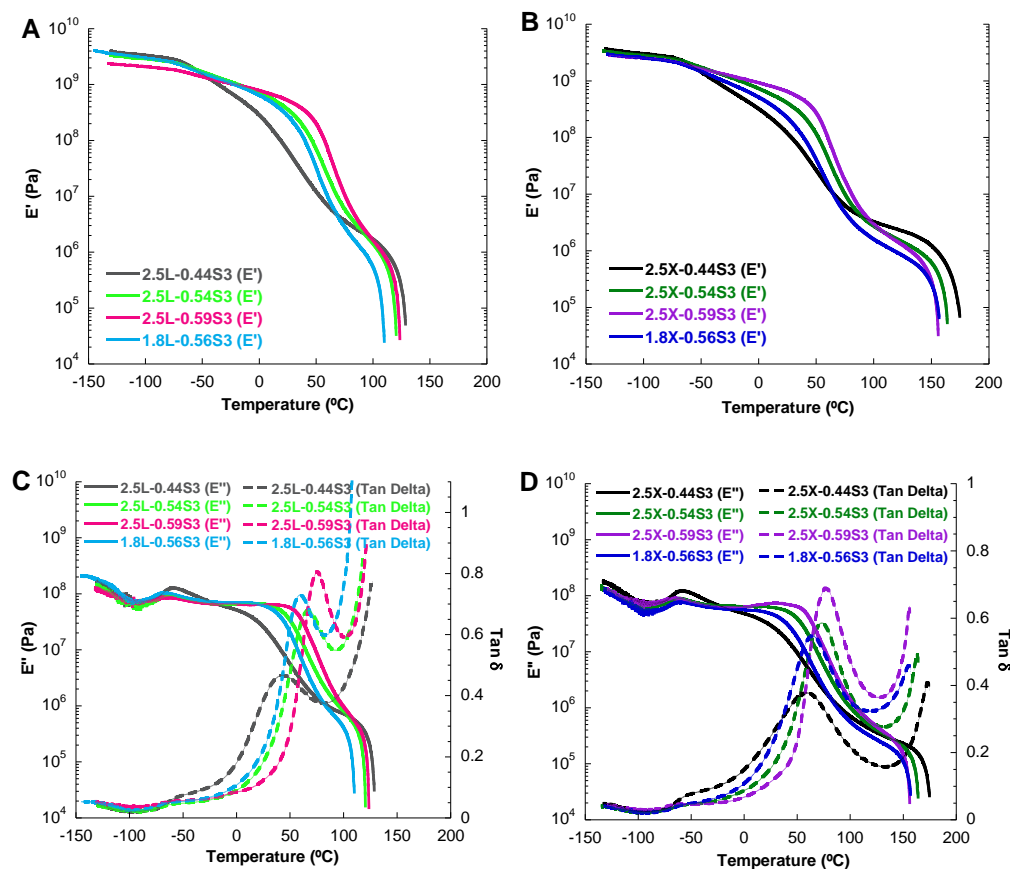 A
10^10
10^9
10^8
10^7
10^6
10^5
10^4
E' (Pa)
2.5L-0.44S3 (E')
2.5L-0.54S3 (E')
2.5L-0.59S3 (E')
1.8L-0.56S3 (E')
-150 -100 -50 0 50 100 150 200
Temperature (ºC)
B
10^10
10^9
10^8
10^7
10^6
10^5
10^4
E' (Pa)
2.5X-0.44S3 (E')
2.5X-0.54S3 (E')
2.5X-0.59S3 (E')
1.8X-0.56S3 (E')
-150 -100 -50 0 50 100 150 200
Temperature (ºC)
C
10^10
10^9
10^8
10^7
10^6
10^5
10^4
E'' (Pa)
2.5L-0.44S3 (E'') 2.5L-0.44S3 (Tan Delta)
2.5L-0.54S3 (E'') 2.5L-0.54S3 (Tan Delta)
2.5L-0.59S3 (E'') 2.5L-0.59S3 (Tan Delta)
1.8L-0.56S3 (E'') 1.8L-0.56S3 (Tan Delta)
1
0.8
0.6
0.4
0.2
0
Tan δ
-150 -100 -50 0 50 100 150 200
Temperature (ºC)
D
10^10
10^9
10^8
10^7
10^6
10^5
10^4
E'' (Pa)
2.5X-0.44S3 (E'') 2.5X-0.44S3 (Tan Delta)
2.5X-0.54S3 (E'') 2.5X-0.54S3 (Tan Delta)
2.5X-0.59S3 (E'') 2.5X-0.59S3 (Tan Delta)
1.8X-0.56S3 (E'') 1.8X-0.56S3 (Tan Delta)
1
0.8
0.6
0.4
0.2
0
Tan δ
-150 -100 -50 0 50 100 150 200
Temperature (ºC)